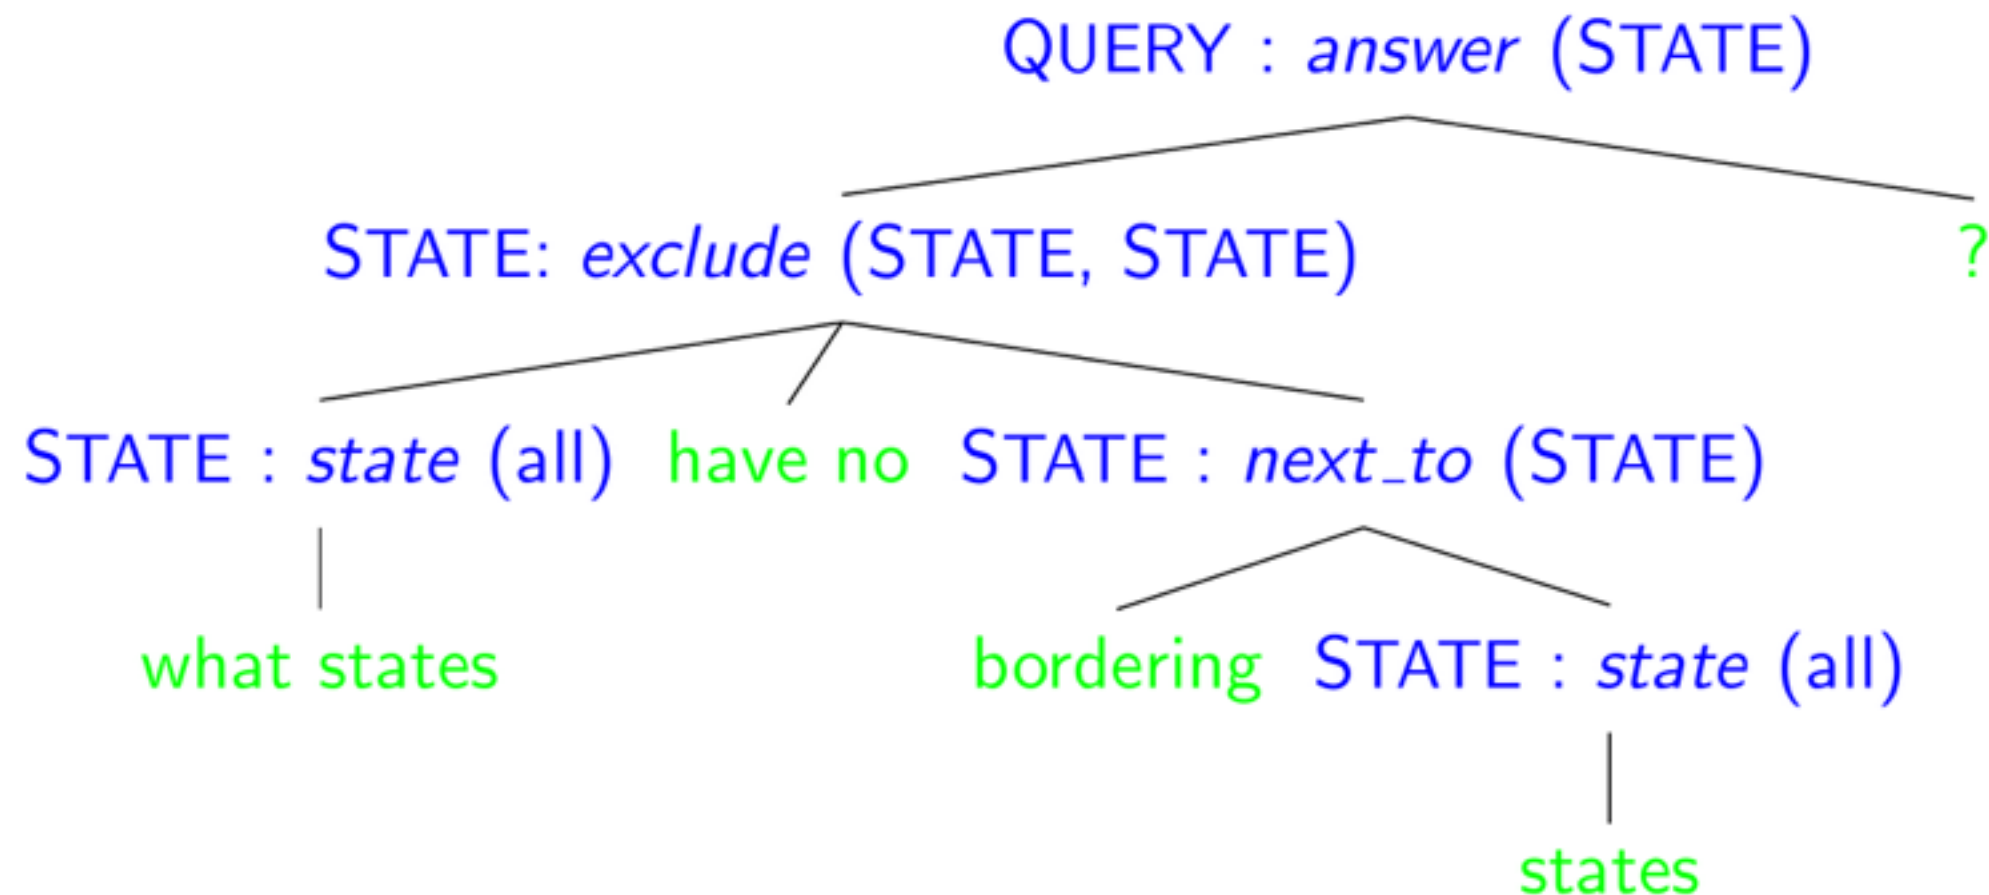 QUERY : answer (STATE)
STATE: exclude (STATE, STATE) ?
STATE : state (all) have no STATE : next_to (STATE)
what states bordering STATE : state (all)
states